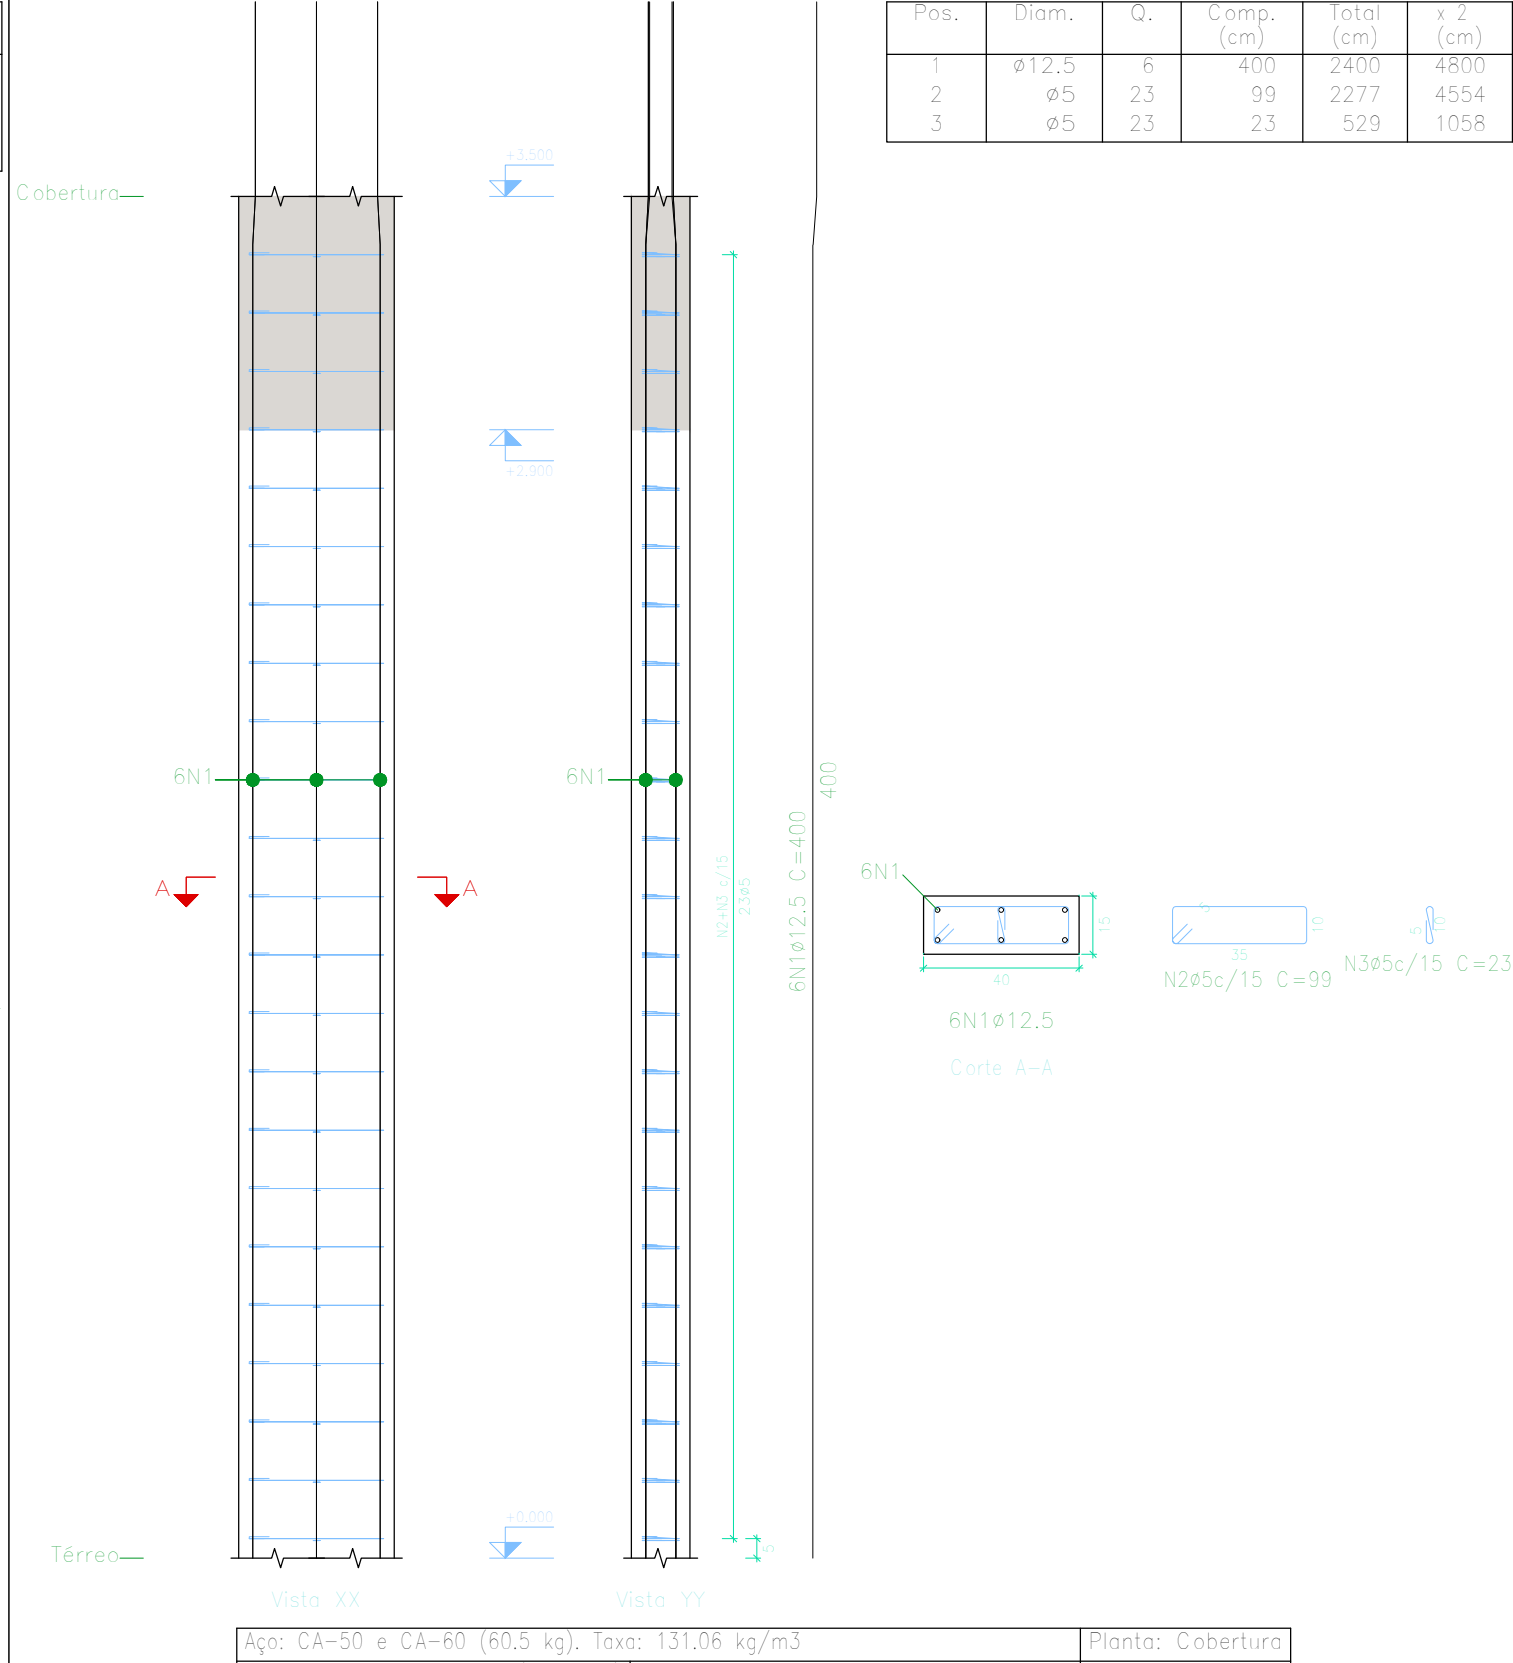 Pos. Diam. Q. Comp. (cm) Total (cm) x 2 (cm)
1 ø12.5 6 400 2400 4800
2 ø5 23 99 2277 4554
3 ø5 23 23 529 1058
+3.500
Cobertura
+2.900
6N1
6N1
400
6N1ø12.5 C=400
N2+N3 c/15
23ø5
A
A
6N1
15
40
6N1ø12.5
Corte A-A
5
10
35
N2ø5c/15 C=99
5
10
N3ø5c/15 C=23
+0.000
5
Térreo
Vista XX
Vista YY
Aço: CA-50 e CA-60 (60.5 kg). Taxa: 131.06 kg/m3
Planta: Cobertura